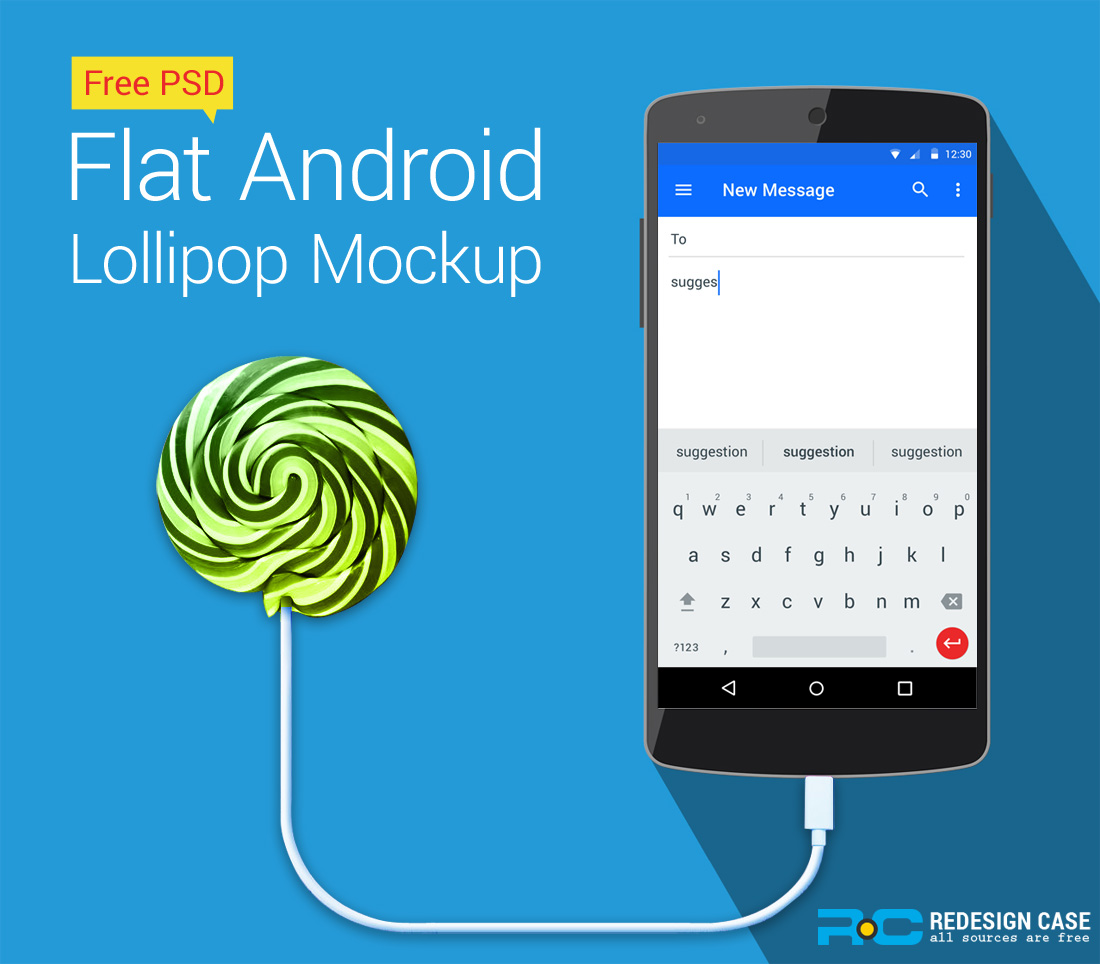 Free PSD
Flat Android
Lollipop Mockup
12:30
New Message
To
sugges
suggestion suggestion suggestion
1 2 3 4 5 6 7 8 9 0
q w e r t y u i o p
a s d f g h j k l
z x c v b n m
?123 , .
RC REDESIGN CASE
all sources are free